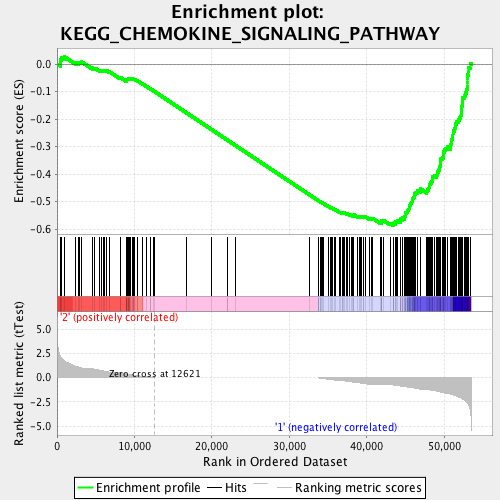 Enrichment plot:
KEGG_CHEMOKINE_SIGNALING_PATHWAY
Enrichment score (ES)
0.0
-0.1
-0.2
-0.3
-0.4
-0.5
-0.6
'2' (positively correlated)
Ranked list metric (tTest)
5.0
2.5
0.0
-2.5
-5.0
Zero cross at 12621
'1' (negatively correlated)
0
10,000
20,000
30,000
40,000
50,000
Rank in Ordered Dataset
Enrichment profile
Hits
Ranking metric scores